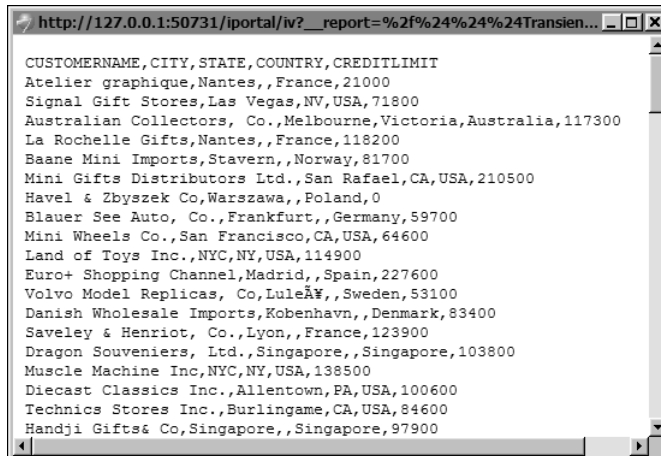 http://127.0.0.1:50731/iportal/iv?__report=%2f%24%24%24Transien...
CUSTOMERNAME,CITY,STATE,COUNTRY,CREDITLIMIT
Atelier graphique,Nantes,,France,21000
Signal Gift Stores,Las Vegas,NV,USA,71800
Australian Collectors, Co.,Melbourne,Victoria,Australia,117300
La Rochelle Gifts,Nantes,,France,118200
Baane Mini Imports,Stavern,,Norway,81700
Mini Gifts Distributors Ltd.,San Rafael,CA,USA,210500
Havel & Zbyszek Co,Warszawa,,Poland,0
Blauer See Auto, Co.,Frankfurt,,Germany,59700
Mini Wheels Co.,San Francisco,CA,USA,64600
Land of Toys Inc.,NYC,NY,USA,114900
Euro+ Shopping Channel,Madrid,,Spain,227600
Volvo Model Replicas, Co,LuleÃ¥,,Sweden,53100
Danish Wholesale Imports,Kobenhavn,,Denmark,83400
Saveley & Henriot, Co.,Lyon,,France,123900
Dragon Souveniers, Ltd.,Singapore,,Singapore,103800
Muscle Machine Inc,NYC,NY,USA,138500
Diecast Classics Inc.,Allentown,PA,USA,100600
Technics Stores Inc.,Burlingame,CA,USA,84600
Handji Gifts& Co,Singapore,,Singapore,97900